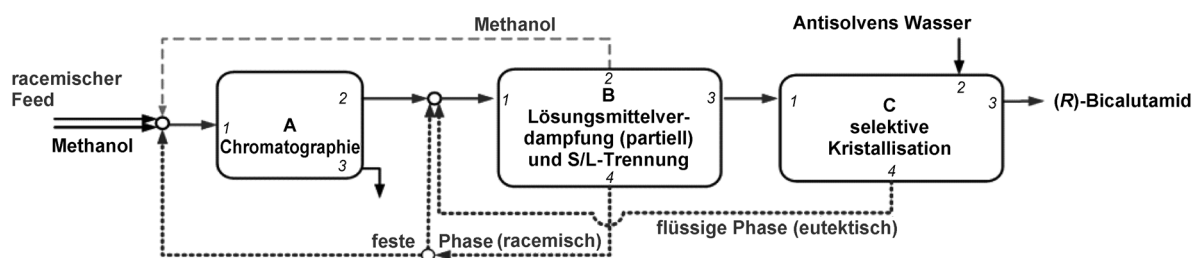 Antisolvens Wasser
Methanol
racemischer
Feed
Methanol
1
A
Chromatographie
2
3
1
2
B
Lösungsmittelver-
dampfung (partiell)
und S/L-Trennung
3
4
1
2
C
selektive
Kristallisation
3
4
(R)-Bicalutamid
flüssige Phase (eutektisch)
feste Phase (racemisch)